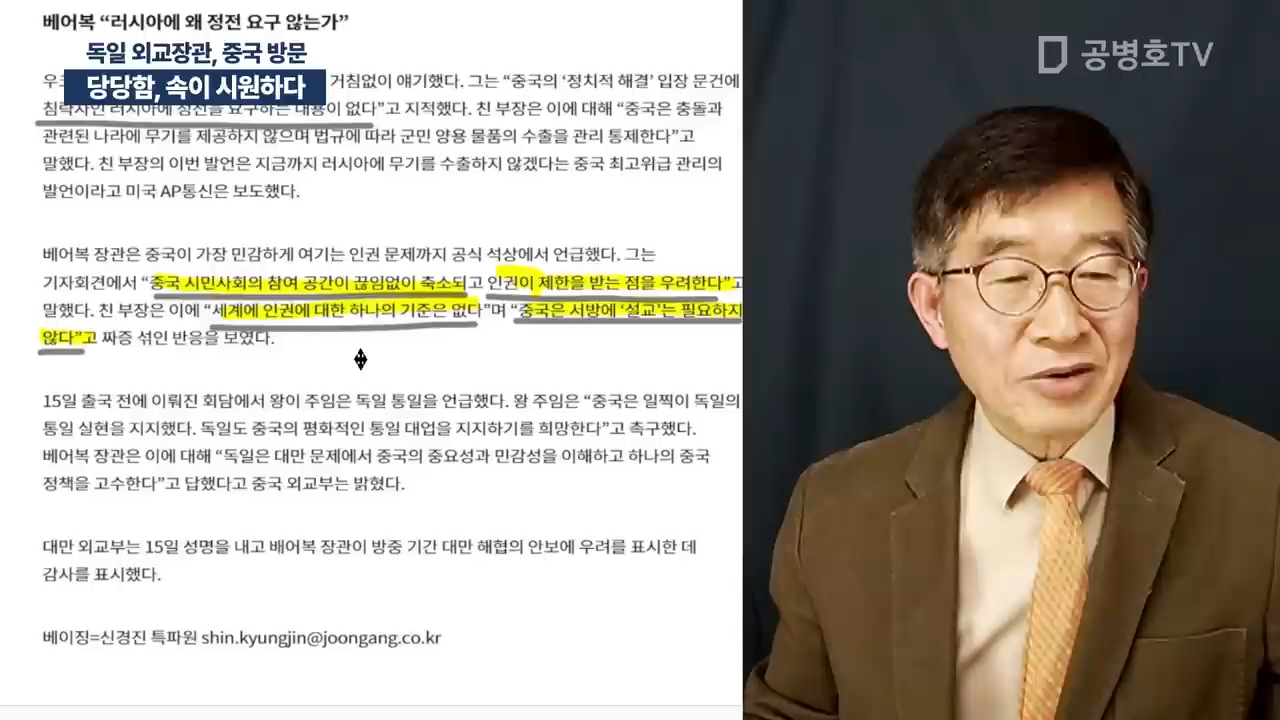 베어복 “러시아에 왜 정전 요구 않는가”
독일 외교장관, 중국 방문
당당함, 속이 시원하다
공병호TV
거침없이 얘기했다. 그는 “중국의 ‘정치적 해결’ 입장 문건에
침략자인 러시아에 정전을 요구하는 내용이 없다”고 지적했다. 친 부장은 이에 대해 “중국은 충돌과
관련된 나라에 무기를 제공하지 않으며 법규에 따라 군민 양용 물품의 수출을 관리 통제한다”고
말했다. 친 부장의 이번 발언은 지금까지 러시아에 무기를 수출하지 않겠다는 중국 최고위급 관리의
발언이라고 미국 AP통신은 보도했다.
베어복 장관은 중국이 가장 민감하게 여기는 인권 문제까지 공식 석상에서 언급했다. 그는
기자회견에서 “중국 시민사회의 참여 공간이 끊임없이 축소되고 인권이 제한을 받는 점을 우려한다”고
말했다. 친 부장은 이에 “세계에 인권에 대한 하나의 기준은 없다”며 “중국은 서방에 ‘설교’는 필요하지
않다”고 짜증 섞인 반응을 보였다.
15일 출국 전에 이뤄진 회담에서 왕이 주임은 독일 통일을 언급했다. 왕 주임은 “중국은 일찍이 독일의
통일 실현을 지지했다. 독일도 중국의 평화적인 통일 대업을 지지하기를 희망한다”고 촉구했다.
베어복 장관은 이에 대해 “독일은 대만 문제에서 중국의 중요성과 민감성을 이해하고 하나의 중국
정책을 고수한다”고 답했다고 중국 외교부는 밝혔다.
대만 외교부는 15일 성명을 내고 배어복 장관이 방중 기간 대만 해협의 안보에 우려를 표시한 데
감사를 표시했다.
베이징=신경진 특파원 shin.kyungjin@joongang.co.kr